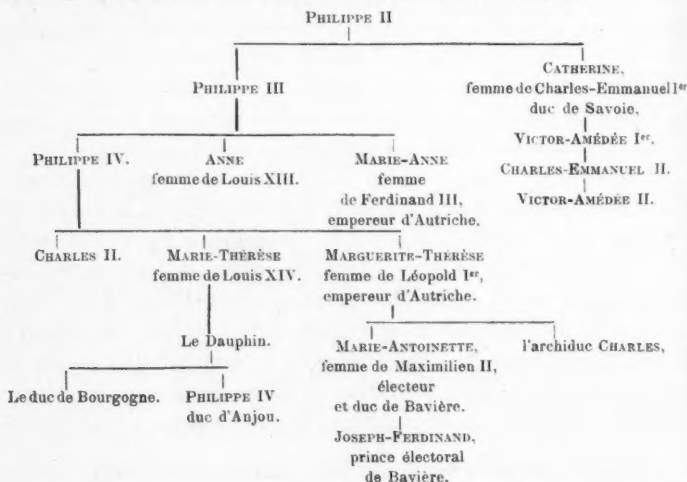 PHILIPPE II
PHILIPPE III
CATHERINE,
femme de Charles-Emmanuel Ier
duc de Savoie.
VICTOR-AMÉDÉE Ier.
CHARLES-EMMANUEL II.
VICTOR-AMÉDÉE II.
PHILIPPE IV.
ANNE
femme de Louis XIII.
MARIE-ANNE
femme
de Ferdinand III,
empereur d'Autriche.
CHARLES II.
MARIE-THÉRÈSE
femme de Louis XIV.
MARGUERITE-THÉRÈSE
femme de Léopold Ier,
empereur d'Autriche.
Le Dauphin.
Le duc de Bourgogne.
PHILIPPE IV
duc d'Anjou.
MARIE-ANTOINETTE,
femme de Maximilien II,
électeur
et duc de Bavière.
l'archiduc CHARLES,
JOSEPH-FERDINAND,
prince électoral
de Bavière.